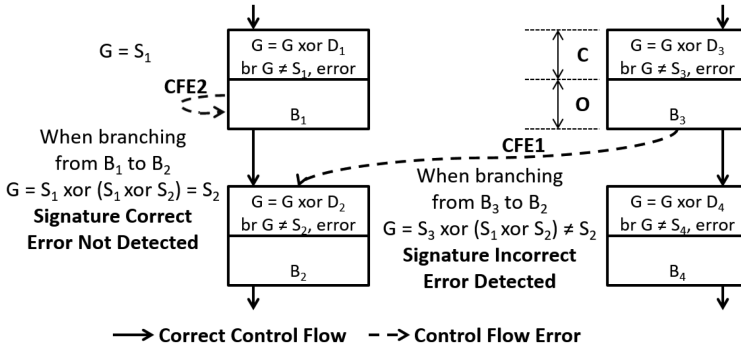 G = S1
G = G xor D1
br G ≠ S1, error
B1
CFE2
When branching
from B1 to B2
G = S1 xor (S1 xor S2) = S2
Signature Correct
Error Not Detected
G = G xor D2
br G ≠ S2, error
B2
C
O
G = G xor D3
br G ≠ S3, error
B3
CFE1
When branching
from B3 to B2
G = S3 xor (S1 xor S2) ≠ S2
Signature Incorrect
Error Detected
G = G xor D4
br G ≠ S4, error
B4
Correct Control Flow
Control Flow Error